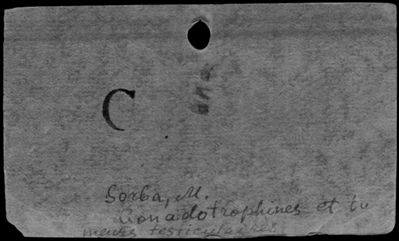 C
Sorba, M.
Gonadotrophines et tu
meurs testiculaires